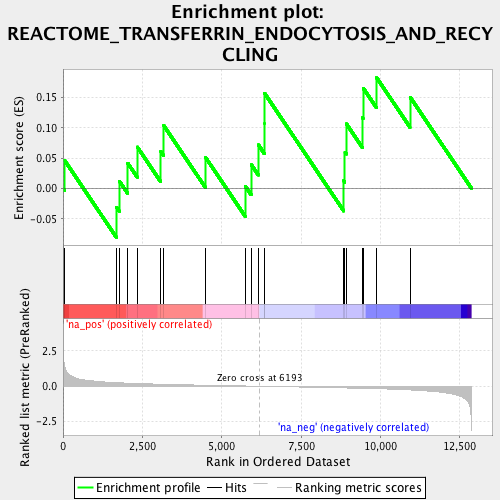 Enrichment plot:
REACTOME_TRANSFERRIN_ENDOCYTOSIS_AND_RECY
CLING
Enrichment score (ES)
0.15
0.10
0.05
0.00
-0.05
'na_pos' (positively correlated)
Ranked list metric (PreRanked)
2.5
0.0
-2.5
Zero cross at 6193
'na_neg' (negatively correlated)
0
2,500
5,000
7,500
10,000
12,500
Rank in Ordered Dataset
Enrichment profile
Hits
Ranking metric scores